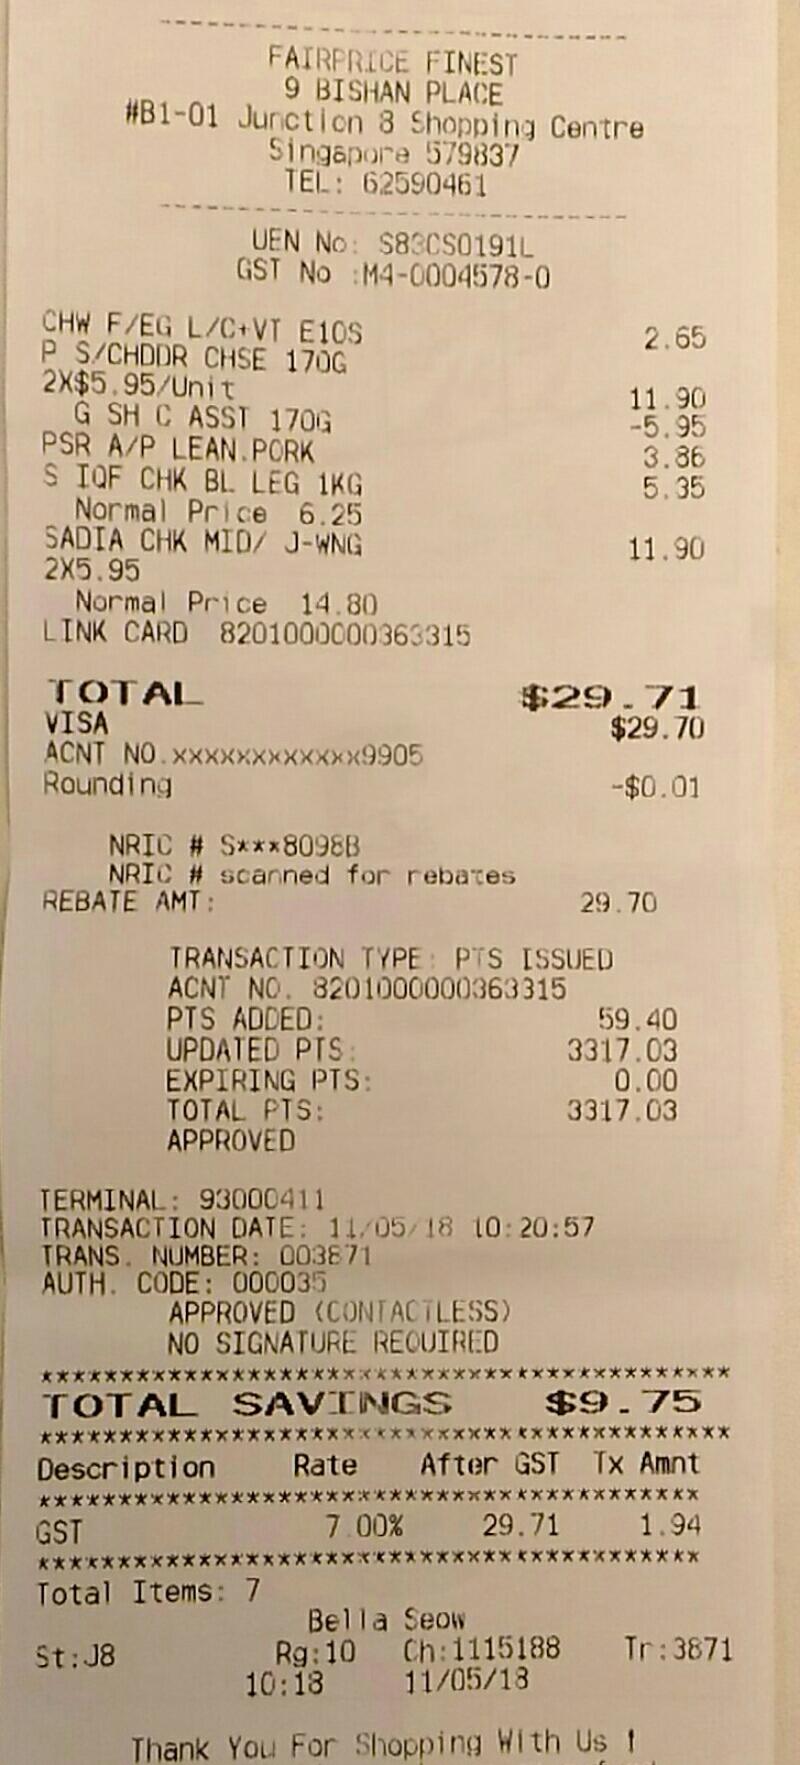 FAIRPRICE FINEST
9 BISHAN PLACE
#B1-01 Junction 8 Shopping Centre
Singapore 579837
TEL: 62590461
UEN No: S83CS0191L
GST No :M4-0004578-0
CHW F/EG L/C+VT E10S 2.65
P S/CHDDR CHSE 170G
2X$5.95/Unit 11.90
G SH C ASST 170G -5.95
PSR A/P LEAN.PORK 3.86
S IQF CHK BL LEG 1KG 5.35
Normal Price 6.25
SADIA CHK MID/ J-WNG 11.90
2X5.95
Normal Price 14.80
LINK CARD 8201000000363315
TOTAL $29.71
VISA $29.70
ACNT NO.xxxxxxxxxxxx9905
Rounding -$0.01
NRIC # S***8098B
NRIC # scanned for rebates
REBATE AMT: 29.70
TRANSACTION TYPE: PTS ISSUED
ACNT NO. 8201000000363315
PTS ADDED: 59.40
UPDATED PTS: 3317.03
EXPIRING PTS: 0.00
TOTAL PTS: 3317.03
APPROVED
TERMINAL: 93000411
TRANSACTION DATE: 11/05/18 10:20:57
TRANS. NUMBER: 003871
AUTH. CODE: 000035
APPROVED (CONTACTLESS)
NO SIGNATURE REQUIRED
*******************************************
TOTAL SAVINGS $9.75
*******************************************
Description Rate After GST Tx Amnt
*****************************************
GST 7.00% 29.71 1.94
*****************************************
Total Items: 7
Bella Seow
St:J8 Rg:10 Ch:1115188 Tr:3871
10:18 11/05/18
Thank You For Shopping With Us !